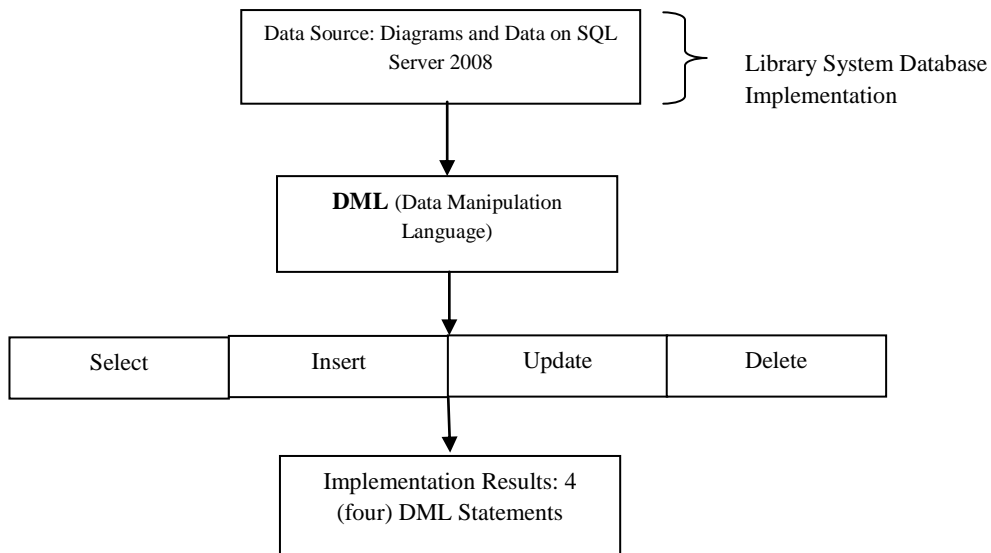 Data Source: Diagrams and Data on SQL
Server 2008
Library System Database
Implementation
DML (Data Manipulation
Language)
Select
Insert
Update
Delete
Implementation Results: 4
(four) DML Statements